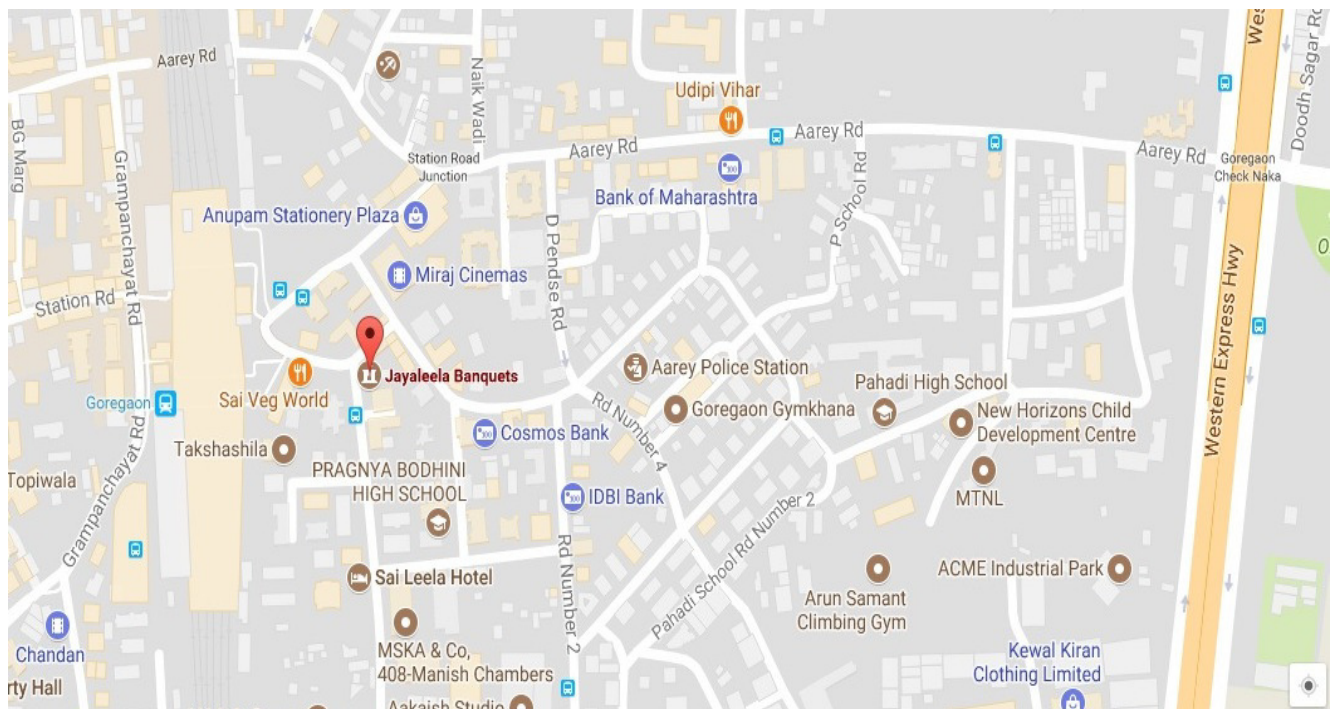 Aarey Rd
Naik Wadi
BG Marg
Grampanchayat Rd
Station Road
Junction
Udipi Vihar
Aarey Rd
Aarey Rd
Aarey Rd
Goregaon
Check Naka
Doodh Sagar Rd
Wes
Bank of Maharashtra
P School Rd
Anupam Stationery Plaza
D Pendse Rd
Miraj Cinemas
Station Rd
Western Express Hwy
O
Jayaleela Banquets
Aarey Police Station
Sai Veg World
Goregaon
Rd Number 4
Goregaon Gymkhana
Pahadi High School
New Horizons Child
Development Centre
Cosmos Bank
Takshashila
PRAGNYA BODHINI
HIGH SCHOOL
Topiwala
Grampanchayat Rd
IDBI Bank
MTNL
Pahadi School Rd Number 2
Rd Number 2
Sai Leela Hotel
ACME Industrial Park
Arun Samant
Climbing Gym
MSKA & Co,
408-Manish Chambers
Chandan
Kewal Kiran
Clothing Limited
rty Hall
Aakaish Studio